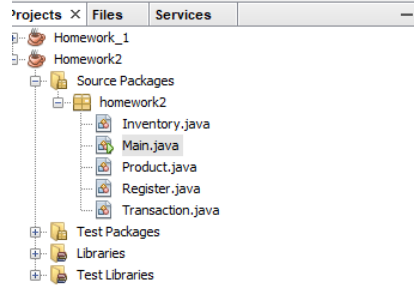 Projects × Files Services
Homework_1
Homework2
Source Packages
homework2
Inventory.java
Main.java
Product.java
Register.java
Transaction.java
Test Packages
Libraries
Test Libraries